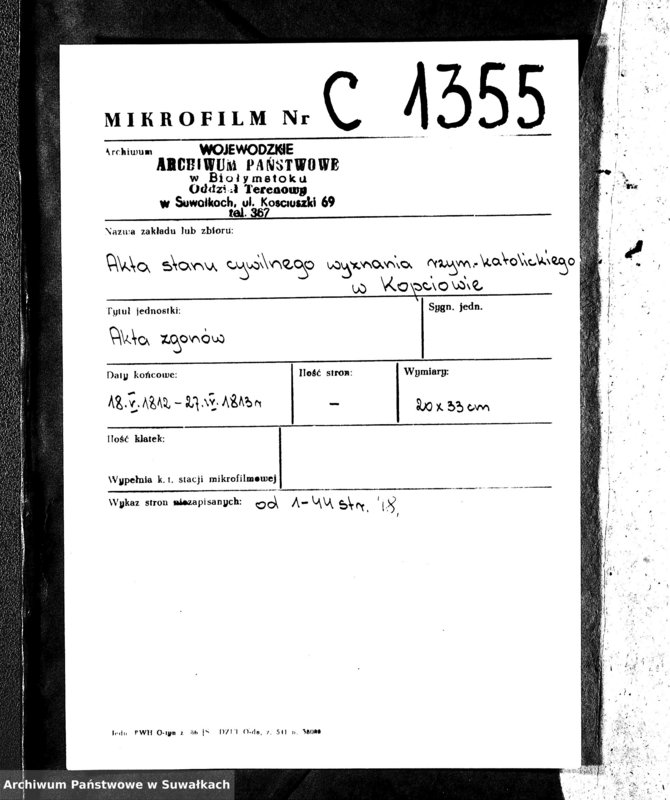 MIKROFILM Nr C 1355
Archiwum
WOJEWÓDZKIE
ARCHIWUM PAŃSTWOWE
w Białymstoku
Oddział Terenowy
w Suwałkach, ul. Kościuszki 69
tel. 367
Nazwa zakładu lub zbioru:
Akta stanu cywilnego wyznania rzym.-katolickiego
w Kopciowie
Tytuł jednostki:
Sygn. jedn.
Akta zgonów
Daty końcowe:
Ilość stron:
Wymiary:
18.V.1812 – 27.IV.1813 r
–
20 x 33 cm
Ilość klatek:
Wypełnia k. t. stacji mikrofilmowej
Wykaz stron niezapisanych: od 1-44 str.
Archiwum Państwowe w Suwałkach